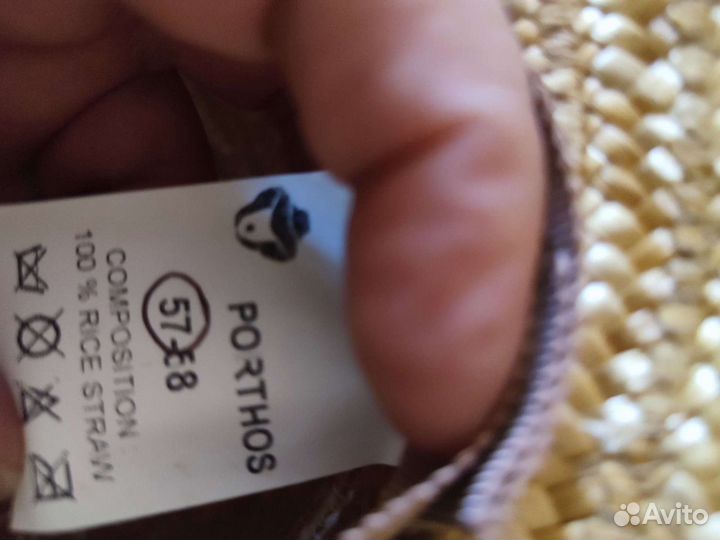 PORTHOS
57-58
COMPOSITION
100 % RICE STRAW
Avito